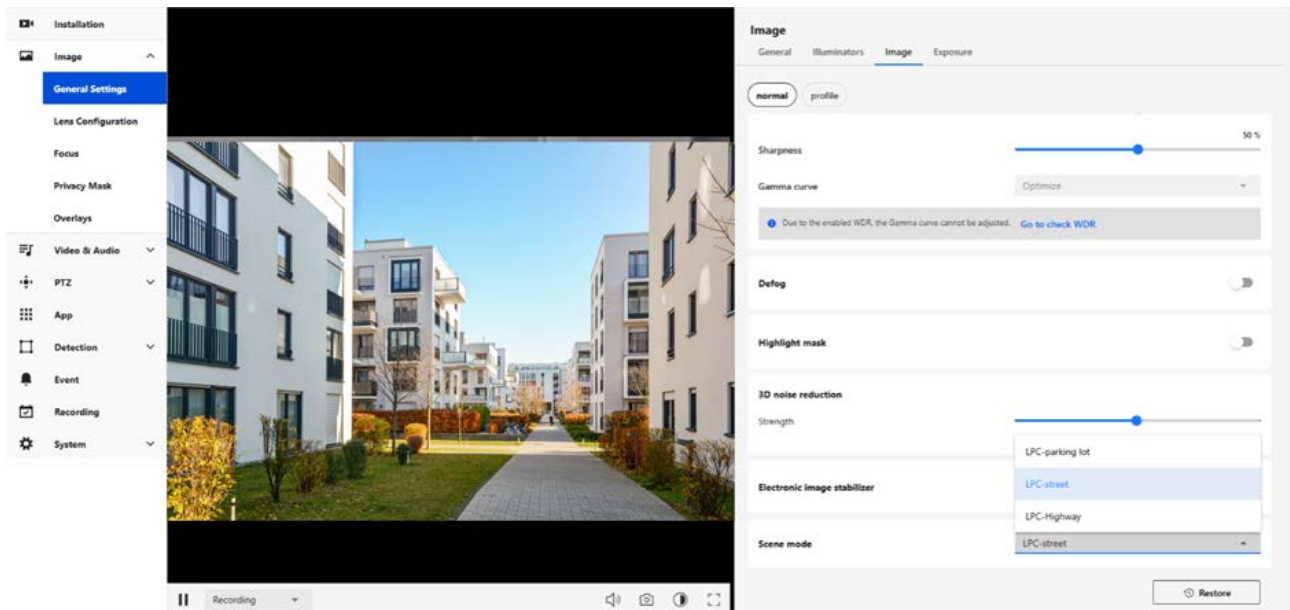 Installation
Image
General Settings
Lens Configuration
Focus
Privacy Mask
Overlays
Video & Audio
PTZ
App
Detection
Event
Recording
System
Recording
Image
General Illuminators Image Exposure
normal profile
50 %
Sharpness
Gamma curve Optimize
Due to the enabled WDR, the Gamma curve cannot be adjusted. Go to check WDR
Defog
Highlight mask
3D noise reduction
Strength
LPC-parking lot
Electronic image stabilizer LPC-street
LPC-Highway
Scene mode LPC-street
Restore